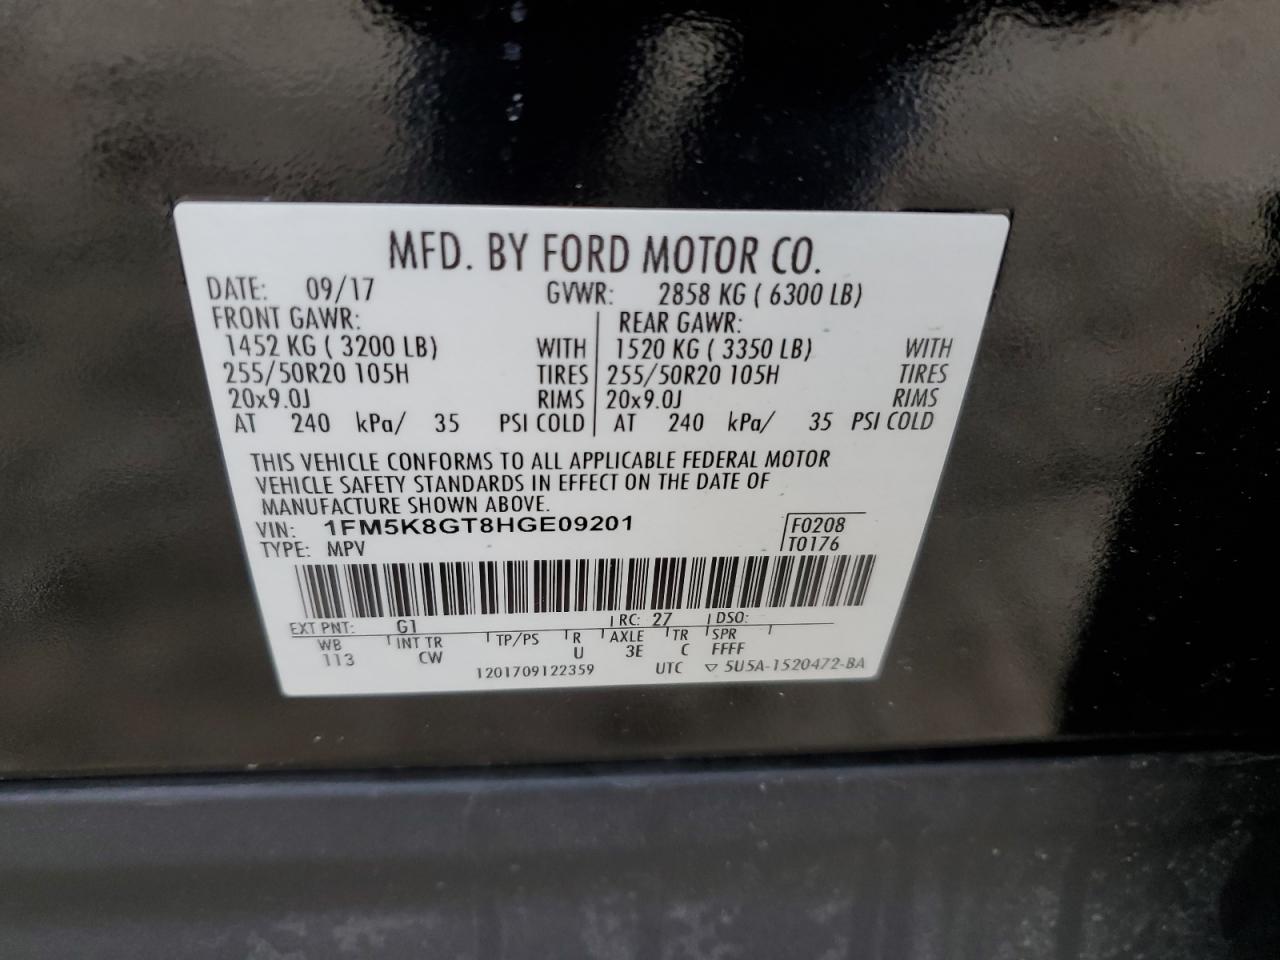 MFD. BY FORD MOTOR CO.
DATE: 09/17 GVWR: 2858 KG ( 6300 LB)
FRONT GAWR: REAR GAWR:
1452 KG ( 3200 LB) WITH 1520 KG ( 3350 LB) WITH
255/50R20 105H TIRES 255/50R20 105H TIRES
20x9.0J RIMS 20x9.0J RIMS
AT 240 kPa/ 35 PSI COLD AT 240 kPa/ 35 PSI COLD
THIS VEHICLE CONFORMS TO ALL APPLICABLE FEDERAL MOTOR
VEHICLE SAFETY STANDARDS IN EFFECT ON THE DATE OF
MANUFACTURE SHOWN ABOVE.
VIN: 1FM5K8GT8HGE09201 F0208
TYPE: MPV T0176
EXT PNT: G1 RC: 27 DSO:
WB INT TR TP/PS R AXLE TR SPR
113 CW U 3E C FFFF
1201709122359 UTC ▽ 5U5A-1520472-BA